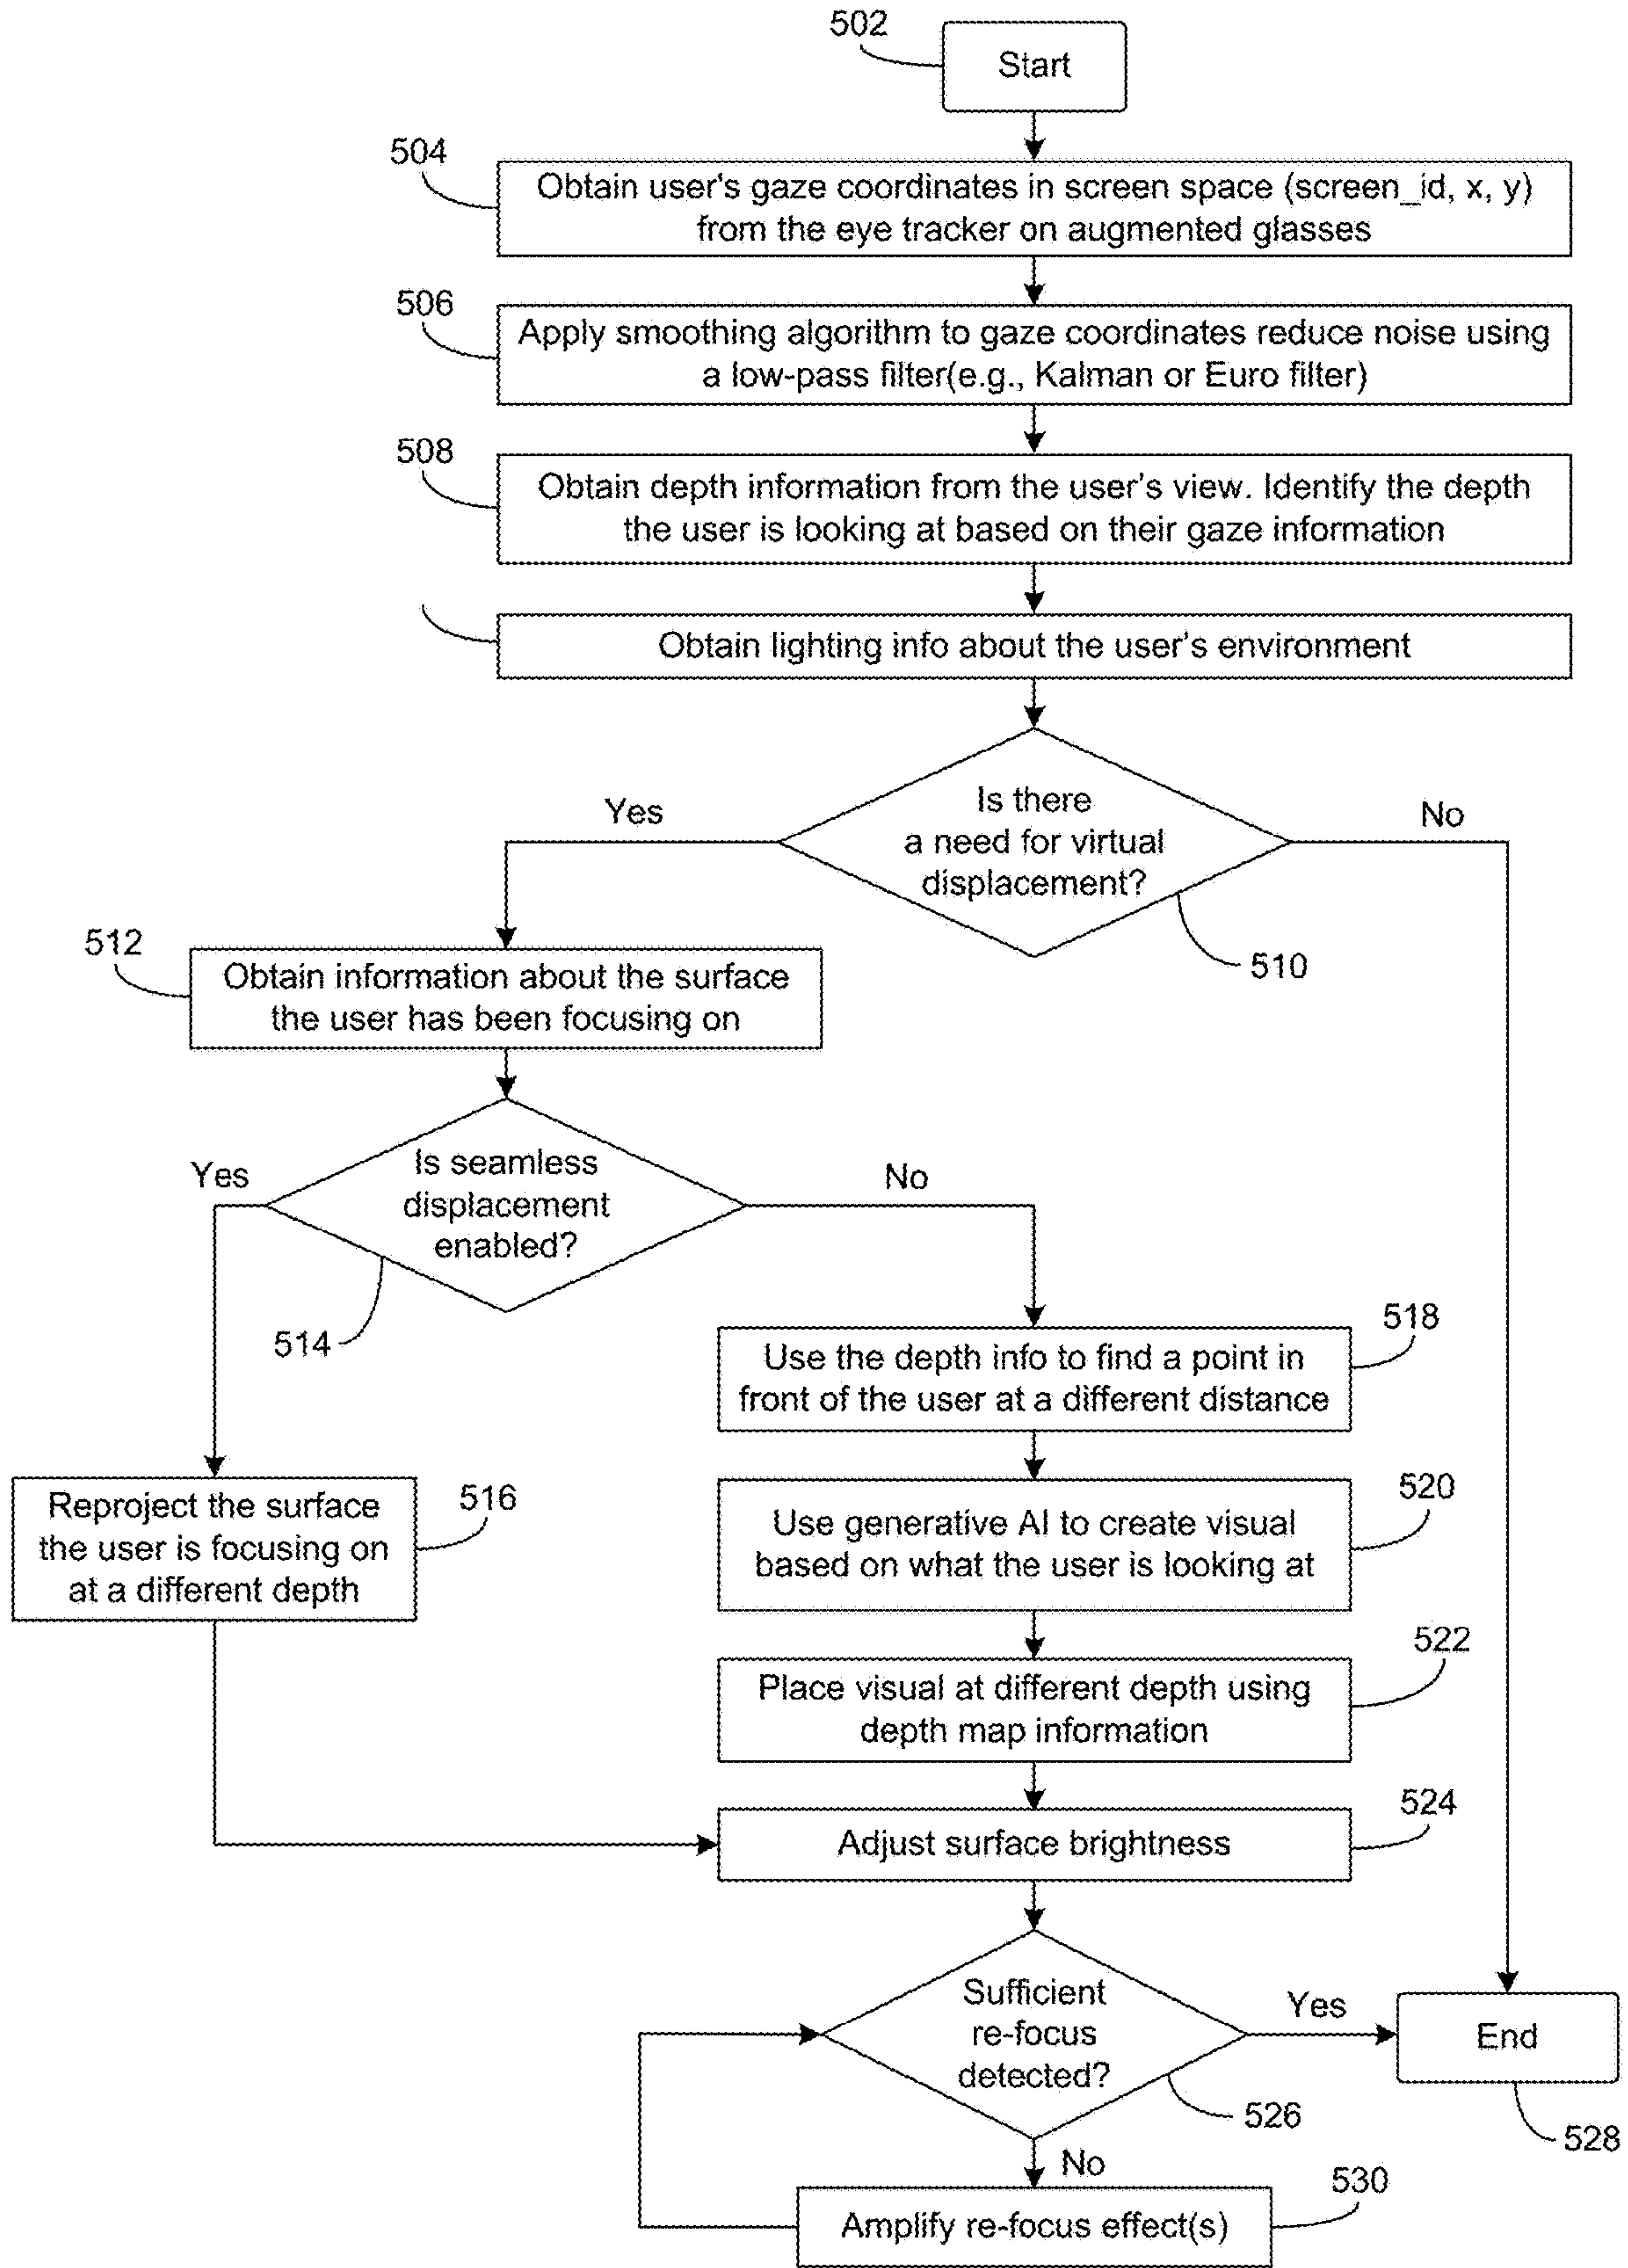 502
Start
504
Obtain user's gaze coordinates in screen space (screen_id, x, y)
from the eye tracker on augmented glasses
506
Apply smoothing algorithm to gaze coordinates reduce noise using
a low-pass filter(e.g., Kalman or Euro filter)
508
Obtain depth information from the user's view. Identify the depth
the user is looking at based on their gaze information
Obtain lighting info about the user's environment
Yes
Is there
a need for virtual
displacement?
No
510
512
Obtain information about the surface
the user has been focusing on
Yes
Is seamless
displacement
enabled?
No
514
518
Use the depth info to find a point in
front of the user at a different distance
516
Reproject the surface
the user is focusing on
at a different depth
520
Use generative AI to create visual
based on what the user is looking at
522
Place visual at different depth using
depth map information
524
Adjust surface brightness
Sufficient
re-focus
detected?
Yes
End
526
528
No
530
Amplify re-focus effect(s)